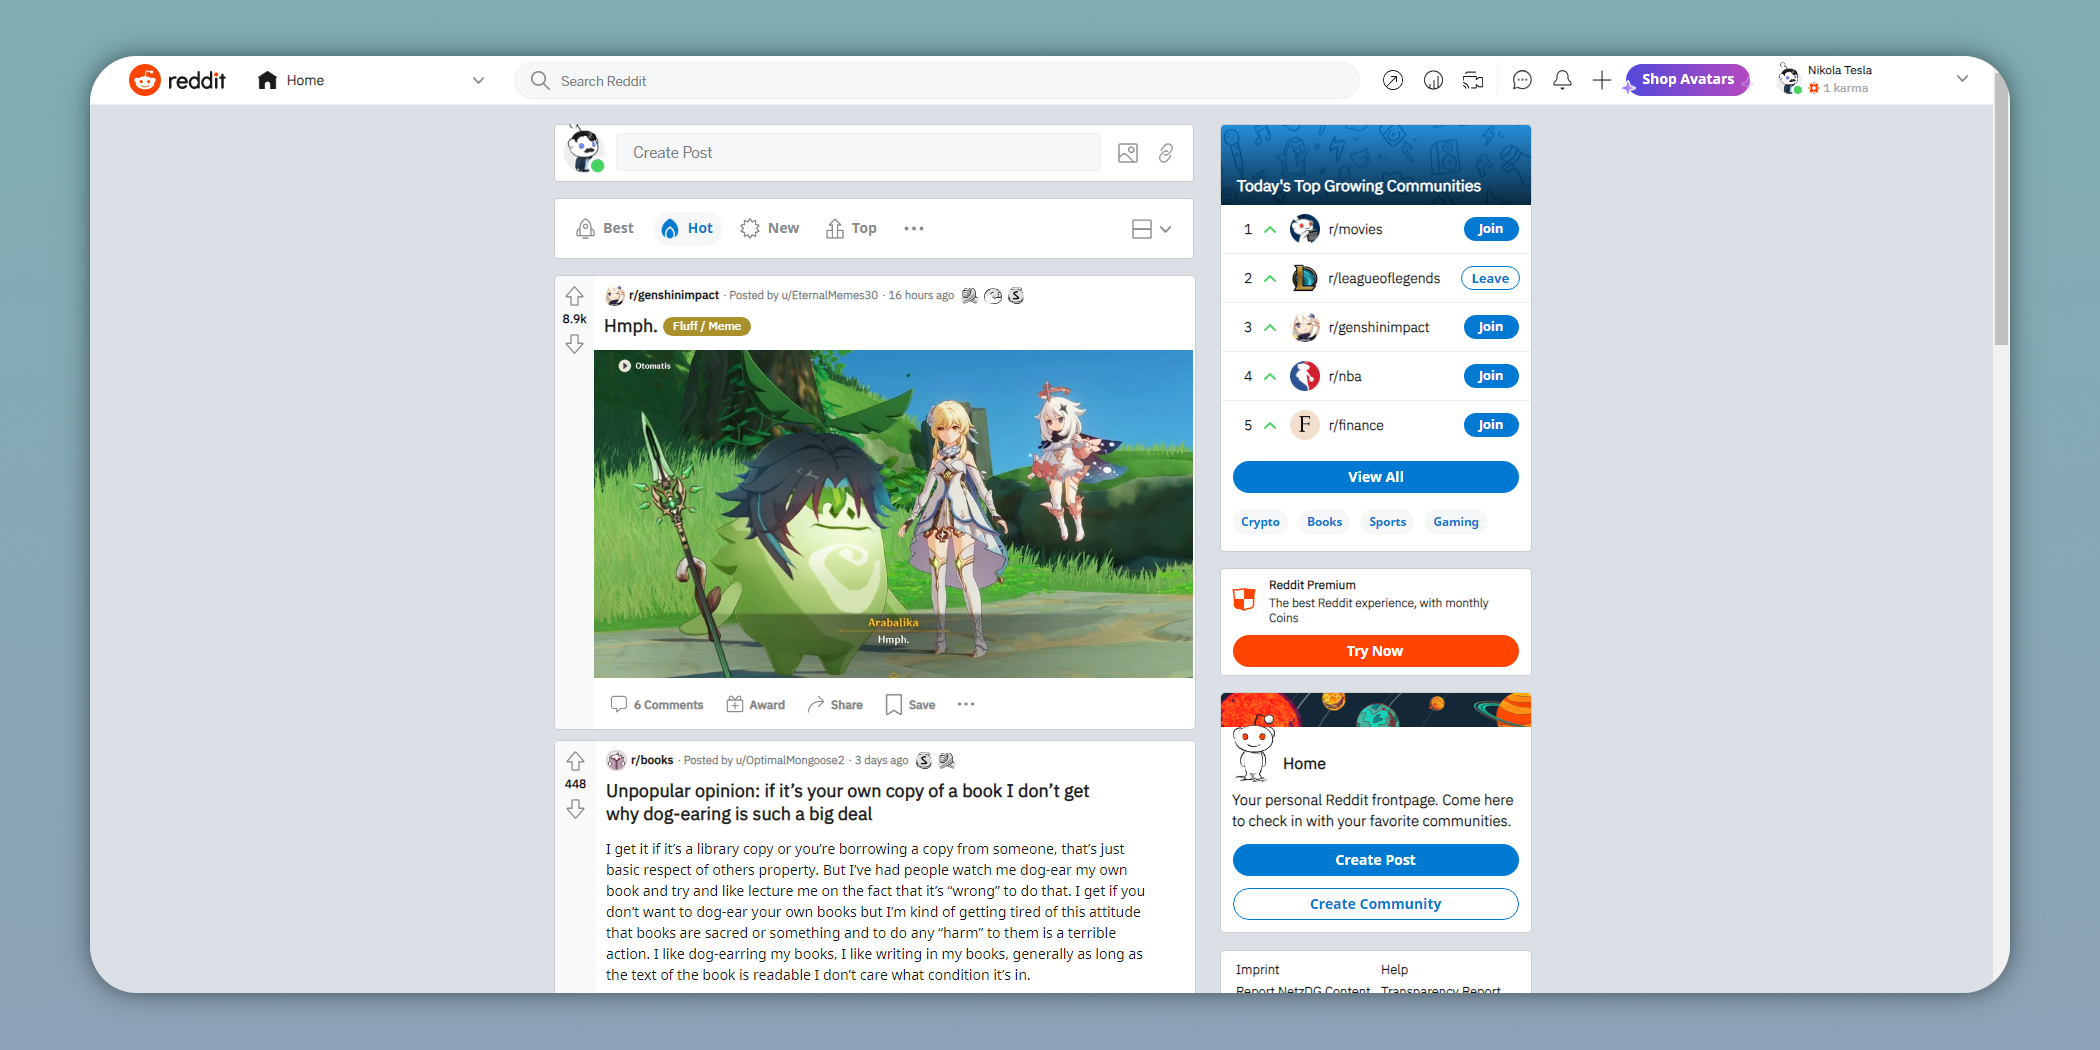 reddit
Home
Search Reddit
Shop Avatars
Nikola Tesla
1 karma
Create Post
Best
Hot
New
Top
8.9k
r/genshinimpact · Posted by u/EternalMemes30 · 16 hours ago
Hmph. Fluff / Meme
Otomatis
Arabalika
Hmph.
6 Comments
Award
Share
Save
448
r/books · Posted by u/OptimalMongoose2 · 3 days ago
Unpopular opinion: if it’s your own copy of a book I don’t get
why dog-earing is such a big deal
I get it if it’s a library copy or you’re borrowing a copy from someone, that’s just
basic respect of others property. But I’ve had people watch me dog-ear my own
book and try and like lecture me on the fact that it’s “wrong” to do that. I get if you
don’t want to dog-ear your own books but I’m kind of getting tired of this attitude
that books are sacred or something and to do any “harm” to them is a terrible
action. I like dog-earring my books, I like writing in my books, generally as long as
the text of the book is readable I don’t care what condition it’s in.
Today's Top Growing Communities
1 r/movies Join
2 r/leagueoflegends Leave
3 r/genshinimpact Join
4 r/nba Join
5 F r/finance Join
View All
Crypto Books Sports Gaming
Reddit Premium
The best Reddit experience, with monthly
Coins
Try Now
Home
Your personal Reddit frontpage. Come here
to check in with your favorite communities.
Create Post
Create Community
Imprint Help
Report NetzDG Content Transparency Report